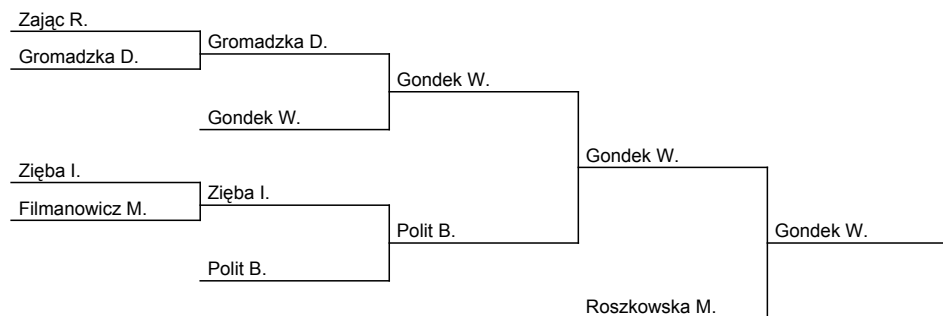 Zając R.
Gromadzka D.
Gromadzka D.
Gondek W.
Gondek W.
Gondek W.
Zięba I.
Zięba I.
Filmanowicz M.
Polit B.
Gondek W.
Polit B.
Roszkowska M.